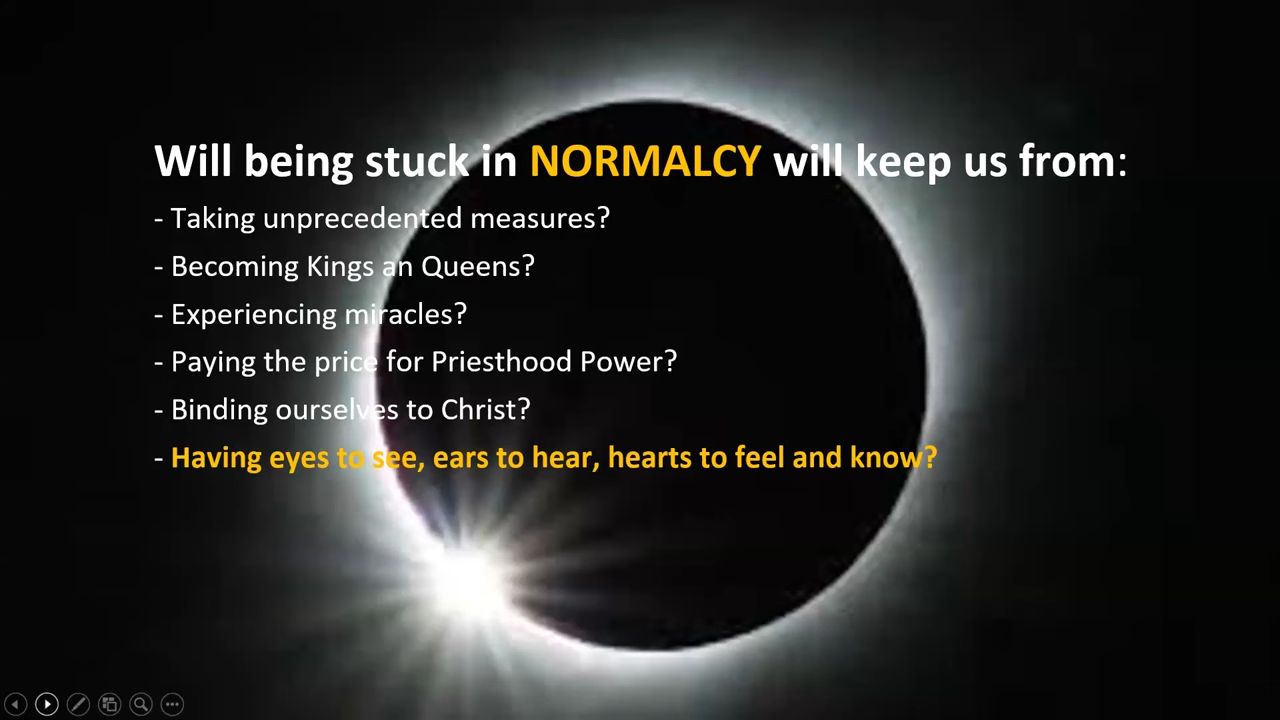 Will being stuck in NORMALCY will keep us from:
- Taking unprecedented measures?
- Becoming Kings an Queens?
- Experiencing miracles?
- Paying the price for Priesthood Power?
- Binding ourselves to Christ?
- Having eyes to see, ears to hear, hearts to feel and know?